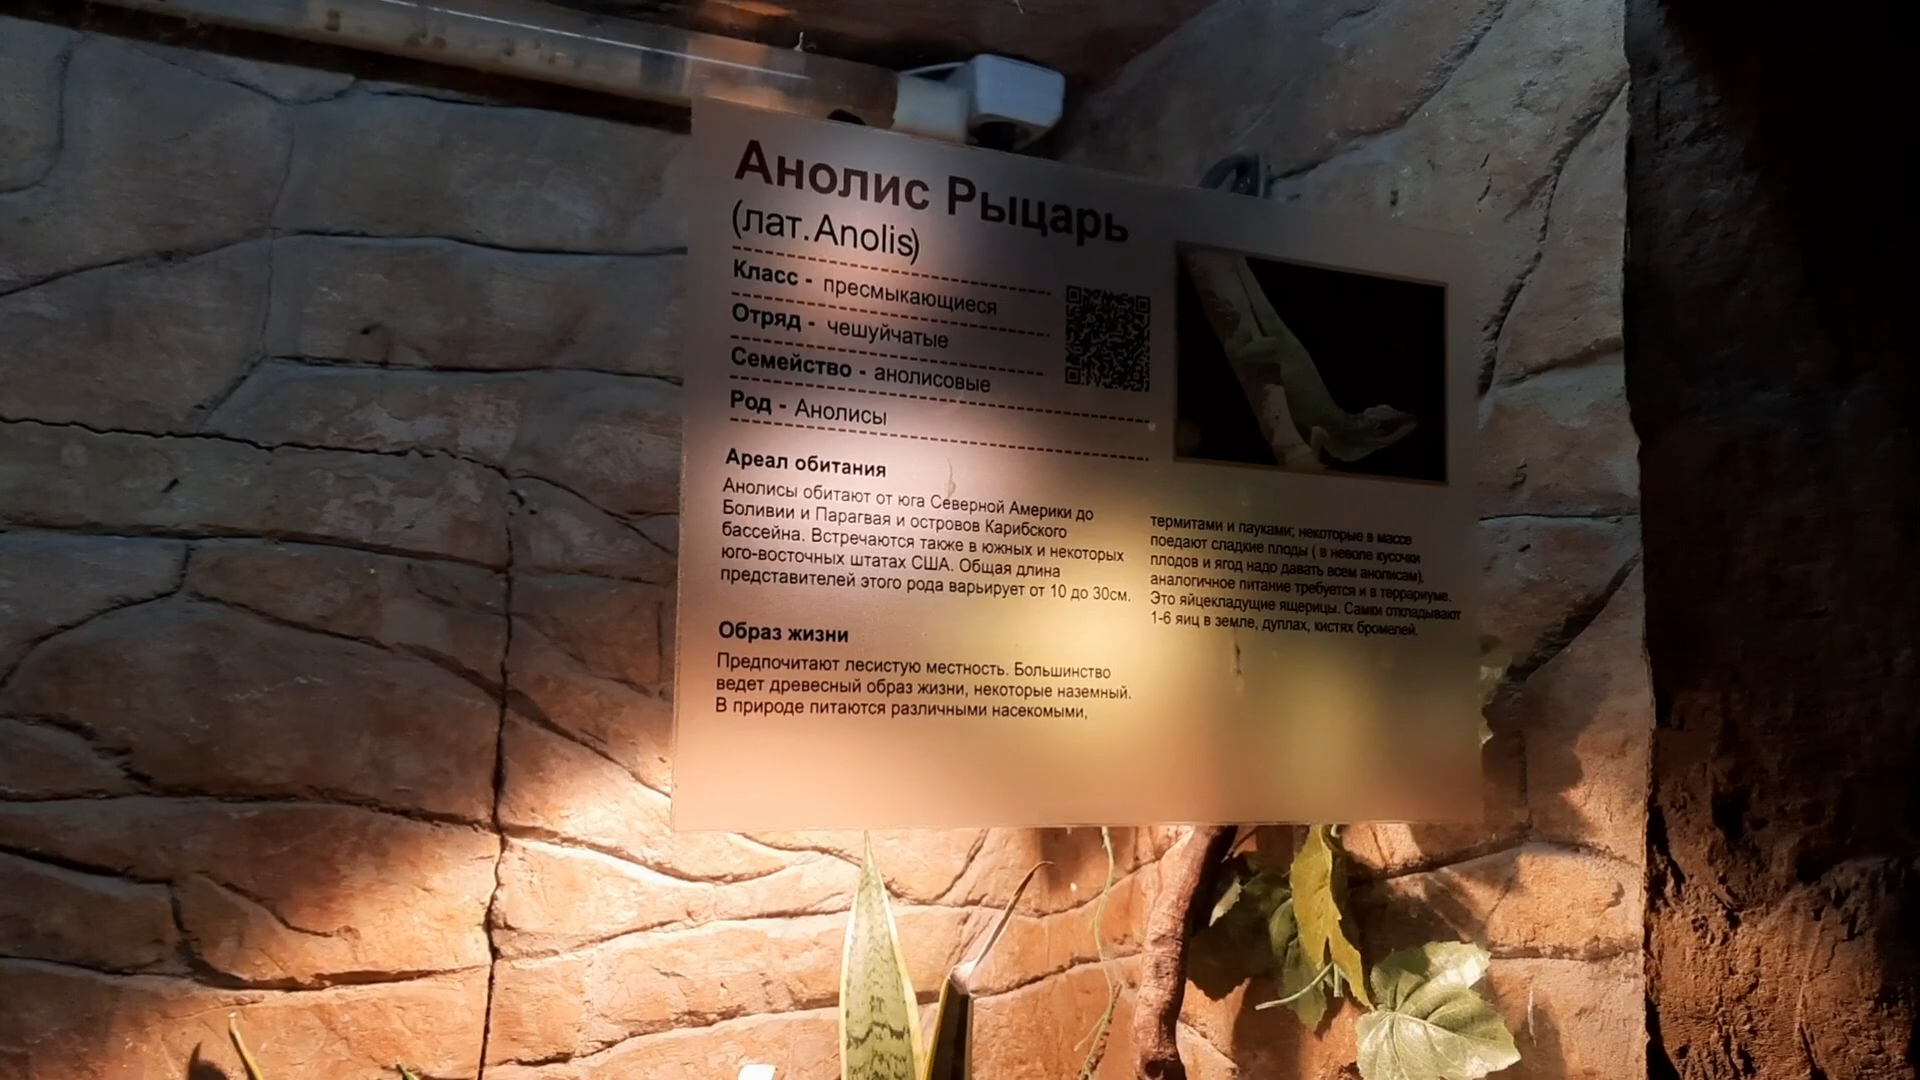 Анолис Рыцарь
(лат.Anolis)
Класс - пресмыкающиеся
Отряд - чешуйчатые
Семейство - анолисовые
Род - Анолисы
Ареал обитания
Анолисы обитают от юга Северной Америки до
Боливии и Парагвая и островов Карибского
бассейна. Встречаются также в южных и некоторых
юго-восточных штатах США. Общая длина
представителей этого рода варьирует от 10 до 30см.
Образ жизни
Предпочитают лесистую местность. Большинство
ведет древесный образ жизни, некоторые наземный.
В природе питаются различными насекомыми,
термитами и пауками; некоторые в массе
поедают сладкие плоды ( в неволе кусочки
плодов и ягод надо давать всем анолисам).
аналогичное питание требуется и в террариуме.
Это яйцекладущие ящерицы. Самки откладывают
1-6 яиц в земле, дуплах, кистях бромелей.